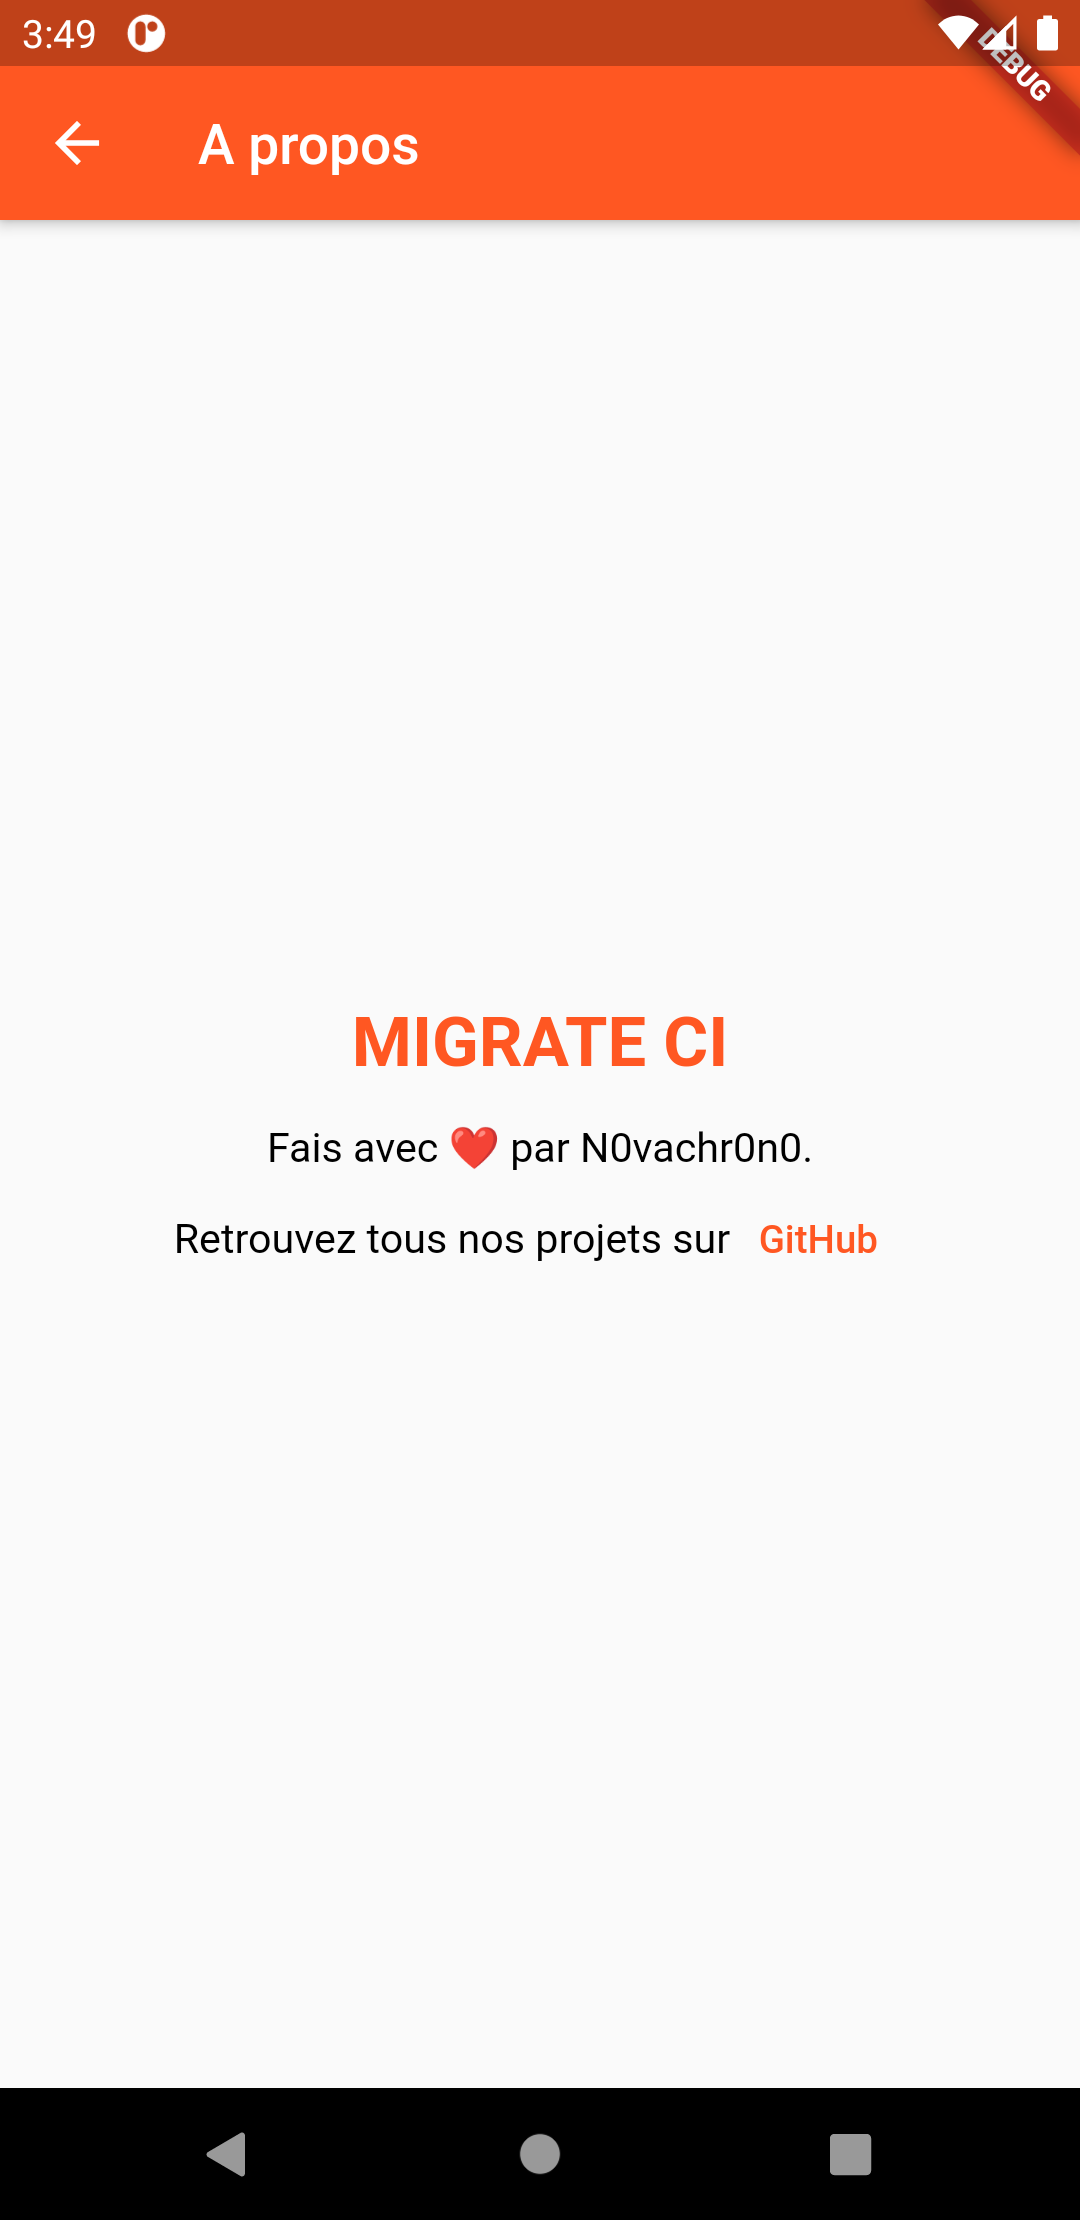 3:49
DEBUG
A propos
MIGRATE CI
Fais avec ❤️ par N0vachr0n0.
Retrouvez tous nos projets sur GitHub